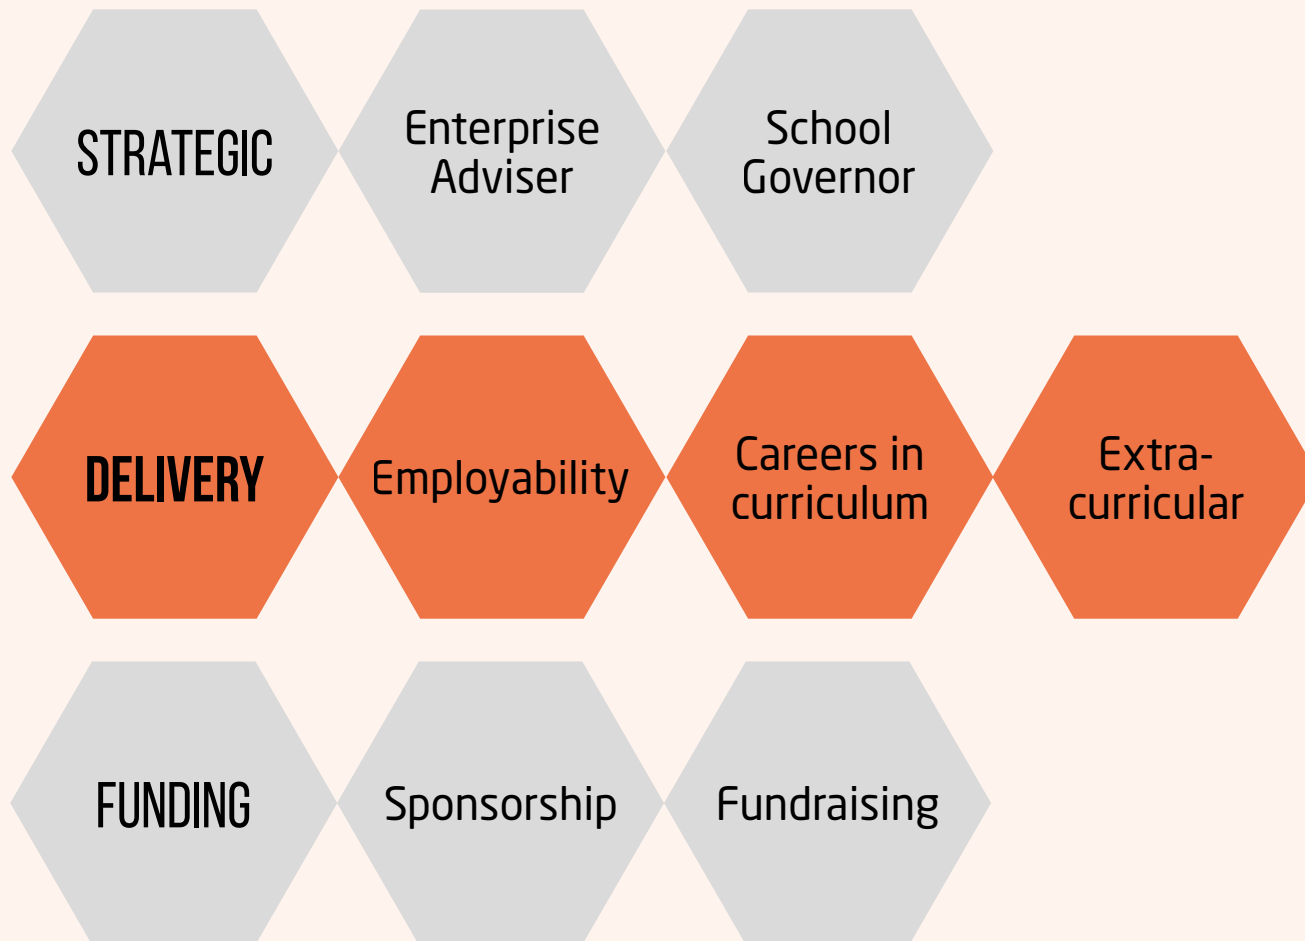 STRATEGIC
Enterprise
Adviser
School
Governor
DELIVERY
Employability
Careers in
curriculum
Extra-
curricular
FUNDING
Sponsorship
Fundraising